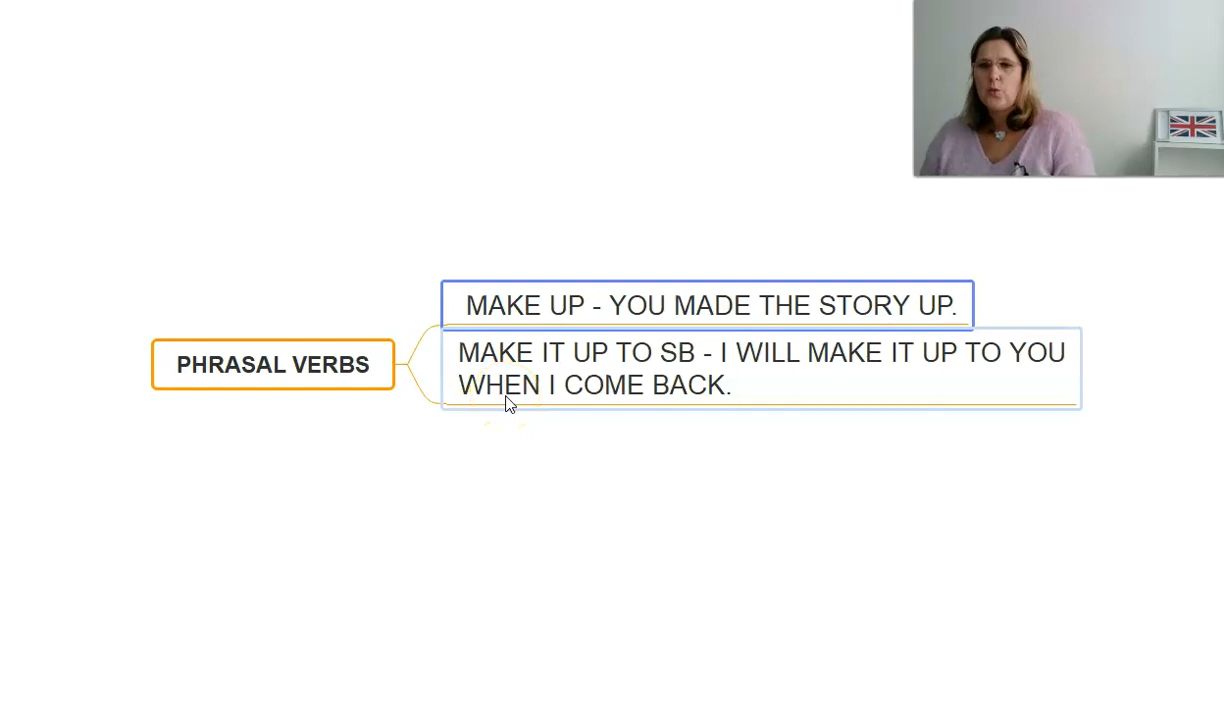 MAKE UP - YOU MADE THE STORY UP.
PHRASAL VERBS
MAKE IT UP TO SB - I WILL MAKE IT UP TO YOU
WHEN I COME BACK.